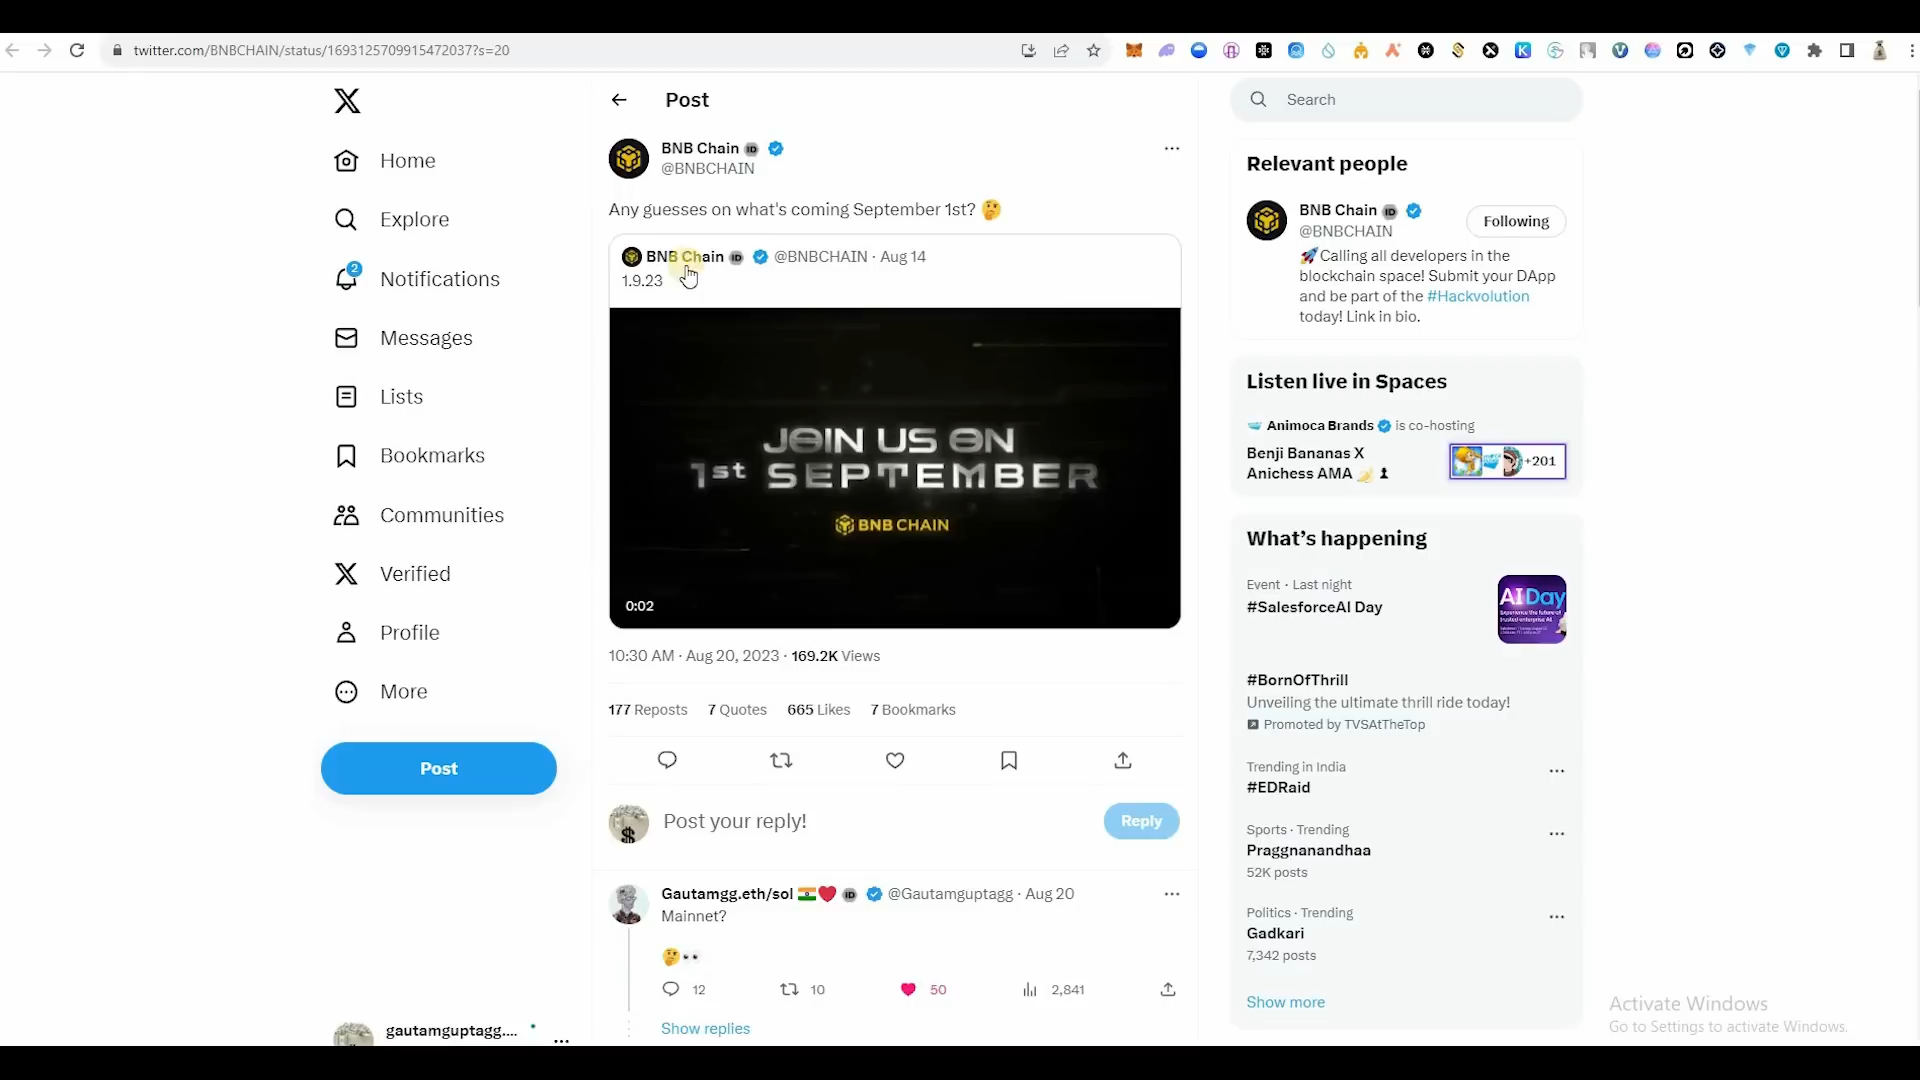 twitter.com/BNBCHAIN/status/1693125709915472037?s=20
Home
Explore
2
Notifications
Messages
Lists
Bookmarks
Communities
Verified
Profile
More
Post
gautamguptagg....
Post
BNB Chain
@BNBCHAIN
Any guesses on what's coming September 1st? 🤔
BNB Chain @BNBCHAIN · Aug 14
1.9.23
JOIN US ON
1st SEPTEMBER
BNB CHAIN
0:02
10:30 AM · Aug 20, 2023 · 169.2K Views
177 Reposts 7 Quotes 665 Likes 7 Bookmarks
Post your reply!
Reply
Gautamgg.eth/sol 🇮🇳❤️ @Gautamguptagg · Aug 20
Mainnet?
🤔👀
12 10 50 2,841
Show replies
Search
Relevant people
BNB Chain
@BNBCHAIN
Following
🚀Calling all developers in the
blockchain space! Submit your DApp
and be part of the #Hackvolution
today! Link in bio.
Listen live in Spaces
Animoca Brands is co-hosting
Benji Bananas X
Anichess AMA 🍌♟
+201
What's happening
Event · Last night
#SalesforceAI Day
AI Day
#BornOfThrill
Unveiling the ultimate thrill ride today!
Promoted by TVSAtTheTop
Trending in India
#EDRaid
Sports · Trending
Praggnanandhaa
52K posts
Politics · Trending
Gadkari
7,342 posts
Show more
Activate Windows
Go to Settings to activate Windows.